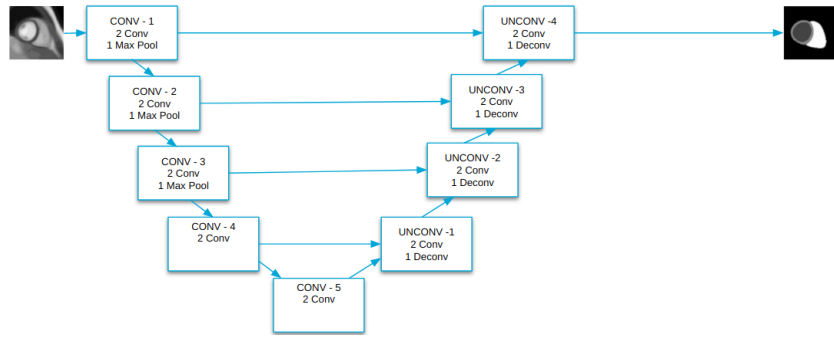 CONV - 1
2 Conv
1 Max Pool
UNCONV -4
2 Conv
1 Deconv
CONV - 2
2 Conv
1 Max Pool
UNCONV -3
2 Conv
1 Deconv
CONV - 3
2 Conv
1 Max Pool
UNCONV -2
2 Conv
1 Deconv
CONV - 4
2 Conv
UNCONV -1
2 Conv
1 Deconv
CONV - 5
2 Conv